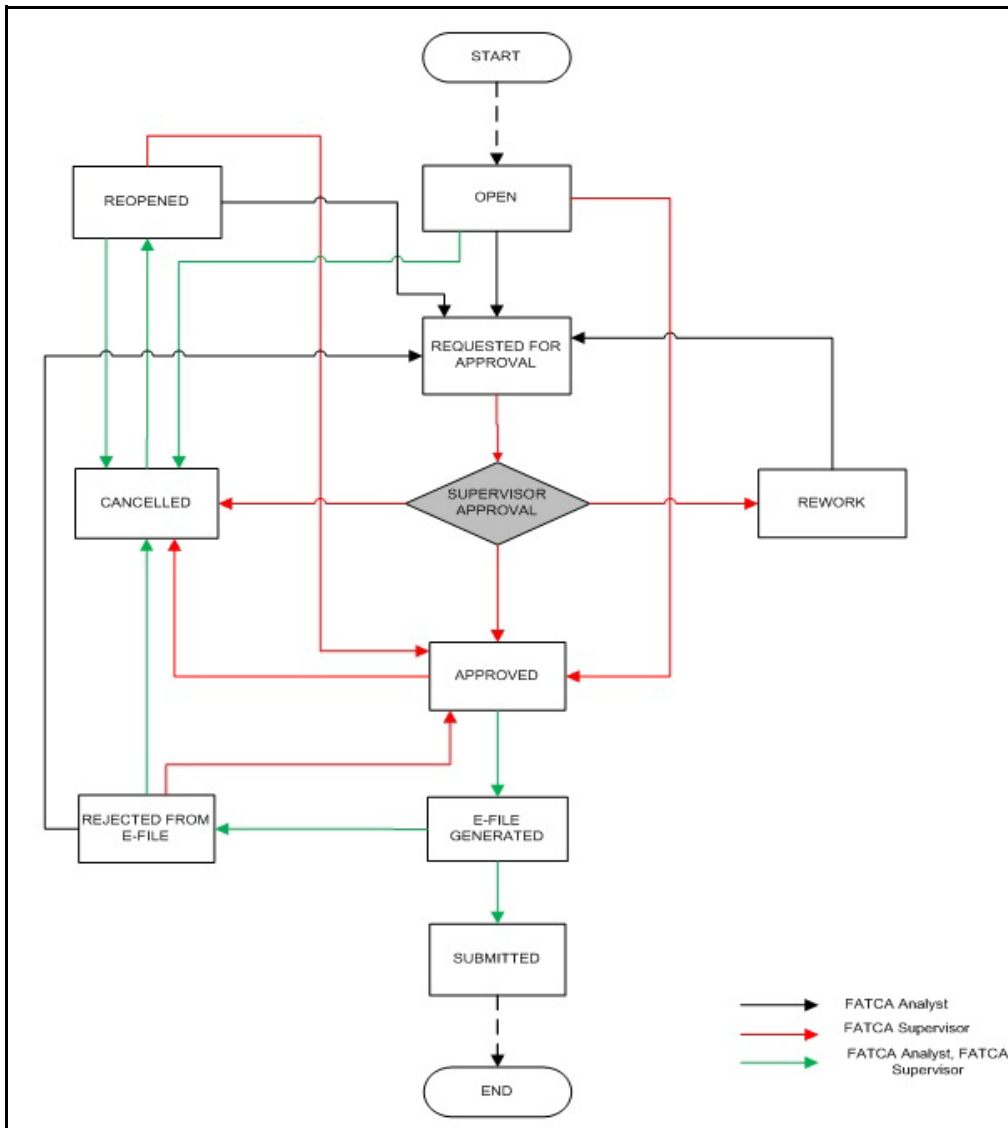 START
REOPENED
OPEN
REQUESTED FOR
APPROVAL
CANCELLED
SUPERVISOR
APPROVAL
REWORK
APPROVED
REJECTED FROM
E-FILE
E-FILE
GENERATED
SUBMITTED
FATCA Analyst
FATCA Supervisor
FATCA Analyst, FATCA
Supervisor
END